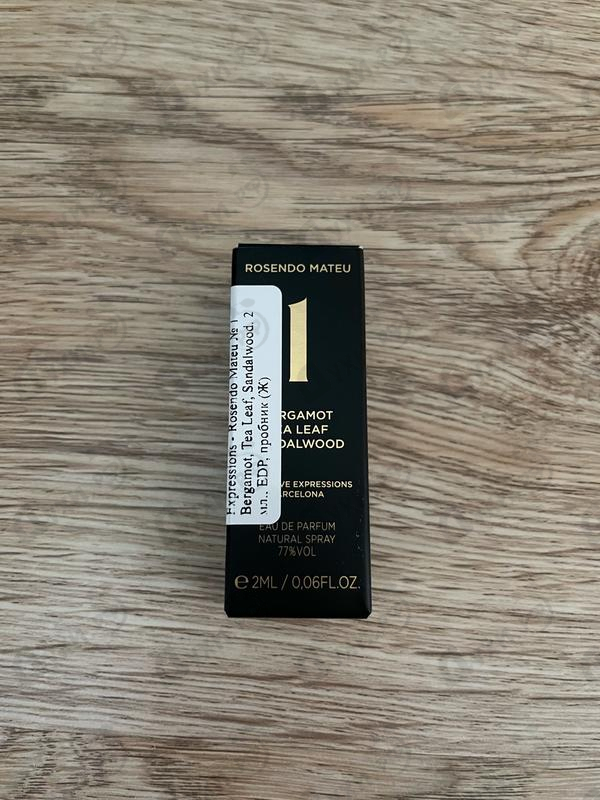 ROSENDO MATEU
1
RGAMOT
A LEAF
DALWOOD
VE EXPRESSIONS
ARCELONA
EAU DE PARFUM
NATURAL SPRAY
77%VOL
℮ 2ML / 0,06FL.OZ.
Expressions - Rosendo Mateu № 1
Bergamot, Tea Leaf, Sandalwood. 2
мл., EDP, пробник (Ж)